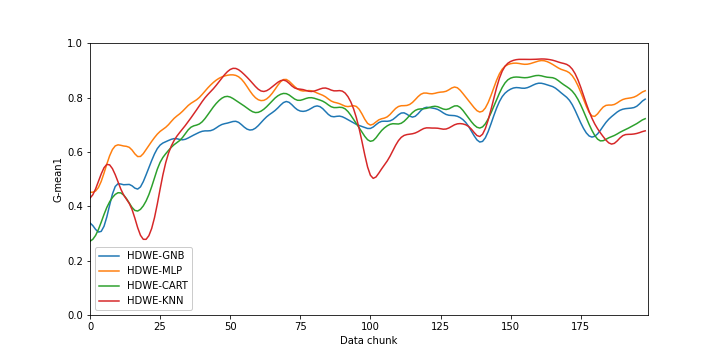 1.0
0.8
0.6
0.4
0.2
0.0
G-mean1
HDWE-GNB
HDWE-MLP
HDWE-CART
HDWE-KNN
0 25 50 75 100 125 150 175
Data chunk